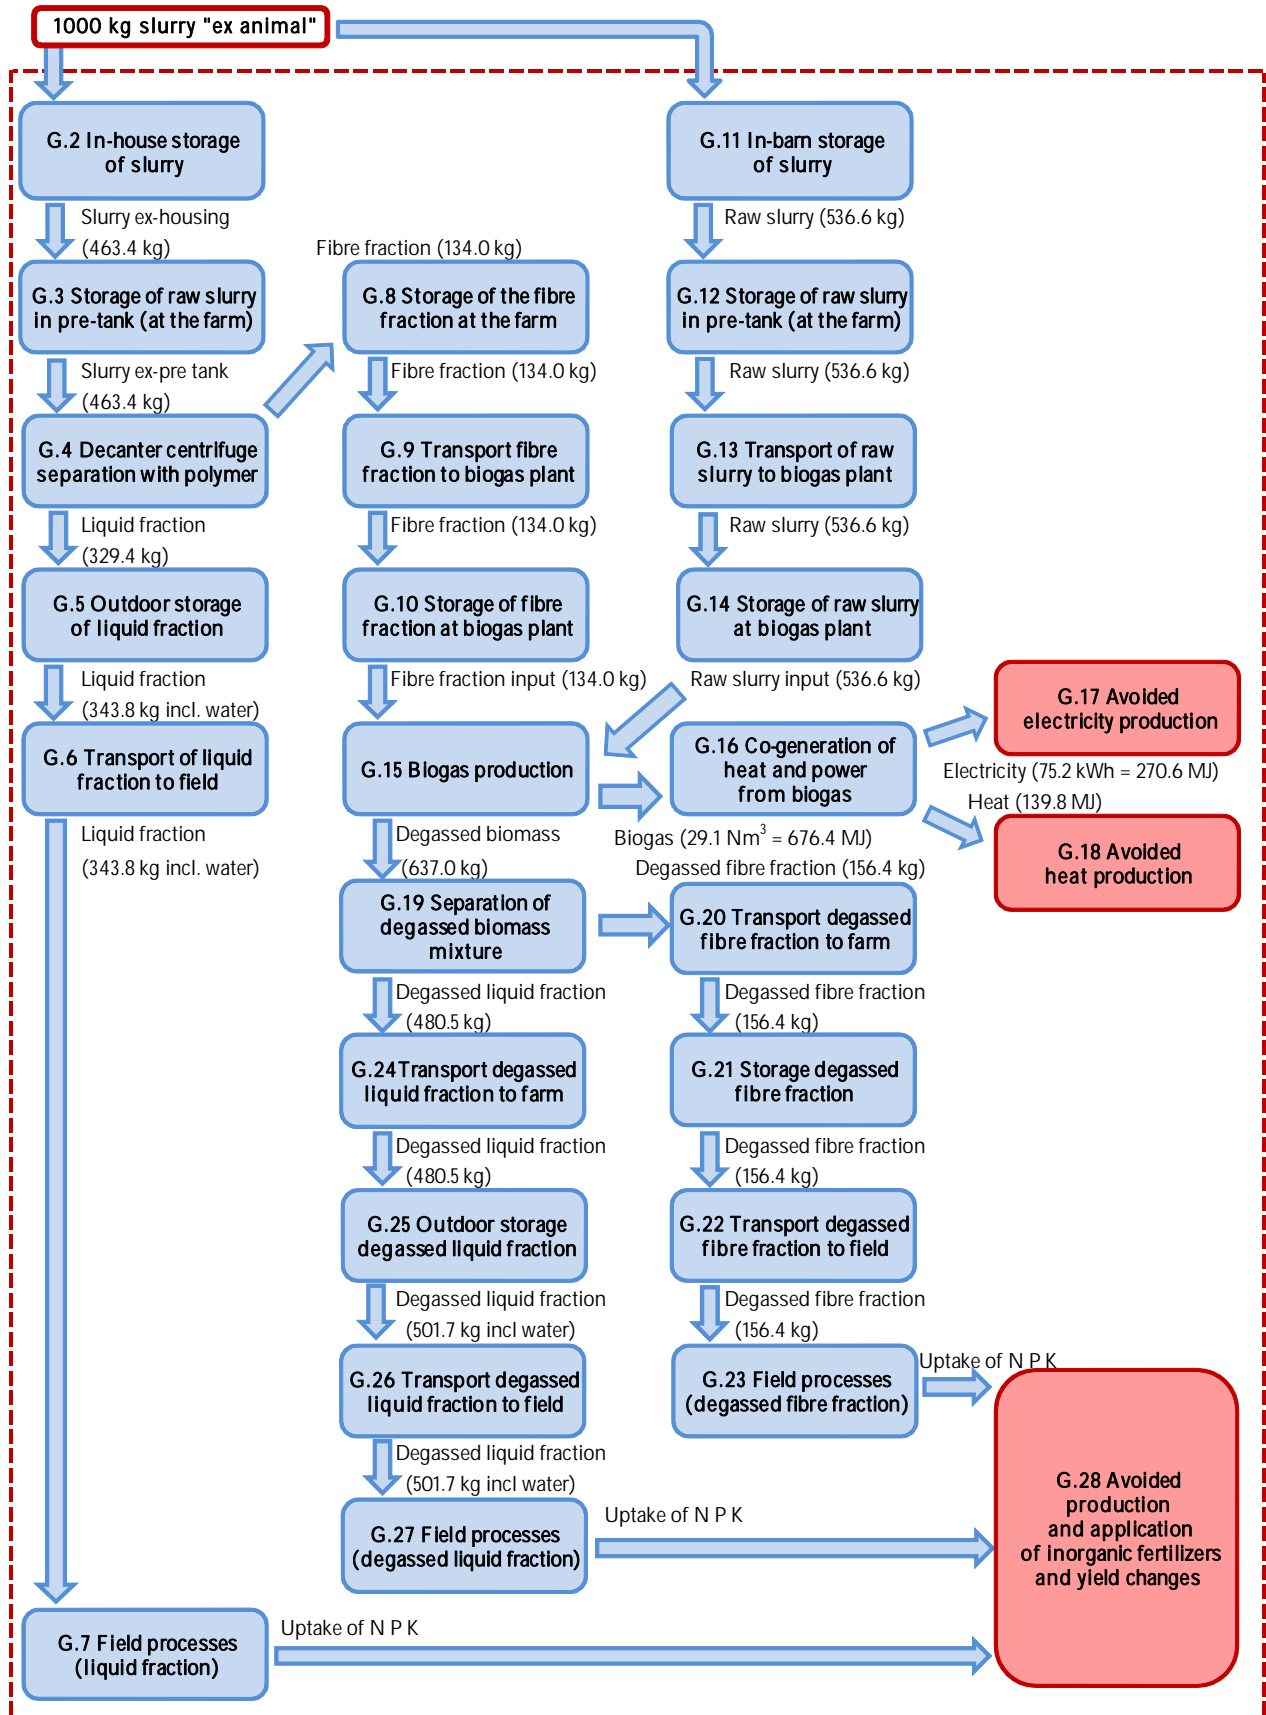 1000 kg slurry "ex animal"
G.2 In-house storage
of slurry
Slurry ex-housing
(463.4 kg)
G.3 Storage of raw slurry
in pre-tank (at the farm)
Slurry ex-pre tank
(463.4 kg)
G.4 Decanter centrifuge
separation with polymer
Liquid fraction
(329.4 kg)
G.5 Outdoor storage
of liquid fraction
Liquid fraction
(343.8 kg incl. water)
G.6 Transport of liquid
fraction to field
Liquid fraction
(343.8 kg incl. water)
G.7 Field processes
(liquid fraction)
Uptake of N P K
Fibre fraction (134.0 kg)
G.8 Storage of the fibre
fraction at the farm
Fibre fraction (134.0 kg)
G.9 Transport fibre
fraction to biogas plant
Fibre fraction (134.0 kg)
G.10 Storage of fibre
fraction at biogas plant
Fibre fraction input (134.0 kg)
G.15 Biogas production
Degassed biomass
(637.0 kg)
G.19 Separation of
degassed biomass
mixture
Degassed liquid fraction
(480.5 kg)
G.24 Transport degassed
liquid fraction to farm
Degassed liquid fraction
(480.5 kg)
G.25 Outdoor storage
degassed liquid fraction
Degassed liquid fraction
(501.7 kg incl water)
G.26 Transport degassed
liquid fraction to field
Degassed liquid fraction
(501.7 kg incl water)
G.27 Field processes
(degassed liquid fraction)
Uptake of N P K
G.11 In-barn storage
of slurry
Raw slurry (536.6 kg)
G.12 Storage of raw slurry
in pre-tank (at the farm)
Raw slurry (536.6 kg)
G.13 Transport of raw
slurry to biogas plant
Raw slurry (536.6 kg)
G.14 Storage of raw slurry
at biogas plant
Raw slurry input (536.6 kg)
G.16 Co-generation of
heat and power
from biogas
Biogas (29.1 Nm³ = 676.4 MJ)
Degassed fibre fraction (156.4 kg)
G.20 Transport degassed
fibre fraction to farm
Degassed fibre fraction
(156.4 kg)
G.21 Storage degassed
fibre fraction
Degassed fibre fraction
(156.4 kg)
G.22 Transport degassed
fibre fraction to field
Degassed fibre fraction
(156.4 kg)
G.23 Field processes
(degassed fibre fraction)
Uptake of N P K
G.17 Avoided
electricity production
Electricity (75.2 kWh = 270.6 MJ)
Heat (139.8 MJ)
G.18 Avoided
heat production
G.28 Avoided
production
and application
of inorganic fertilizers
and yield changes